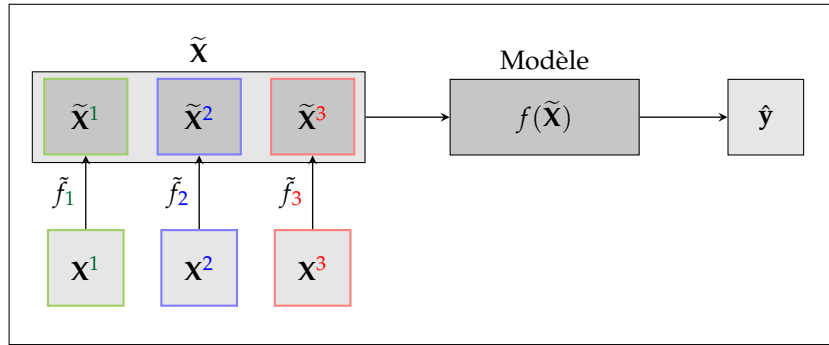 X̃ Modèle
X̃¹ X̃² X̃³ f(X̃) ŷ
f̃₁ f̃₂ f̃₃
X¹ X² X³